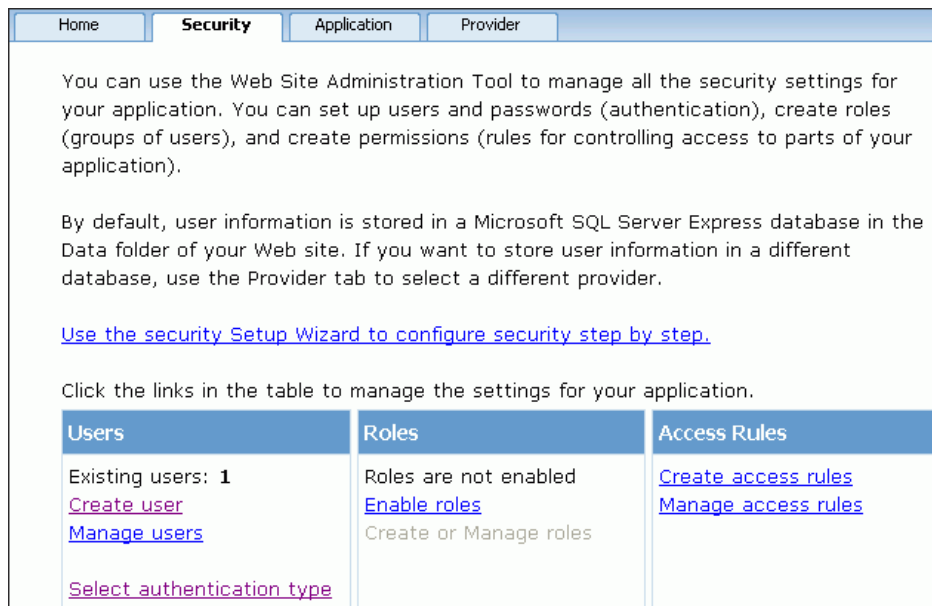 Home Security Application Provider
You can use the Web Site Administration Tool to manage all the security settings for
your application. You can set up users and passwords (authentication), create roles
(groups of users), and create permissions (rules for controlling access to parts of your
application).
By default, user information is stored in a Microsoft SQL Server Express database in the
Data folder of your Web site. If you want to store user information in a different
database, use the Provider tab to select a different provider.
Use the security Setup Wizard to configure security step by step.
Click the links in the table to manage the settings for your application.
Users Roles Access Rules
Existing users: 1 Roles are not enabled Create access rules
Create user Enable roles Manage access rules
Manage users Create or Manage roles
Select authentication type